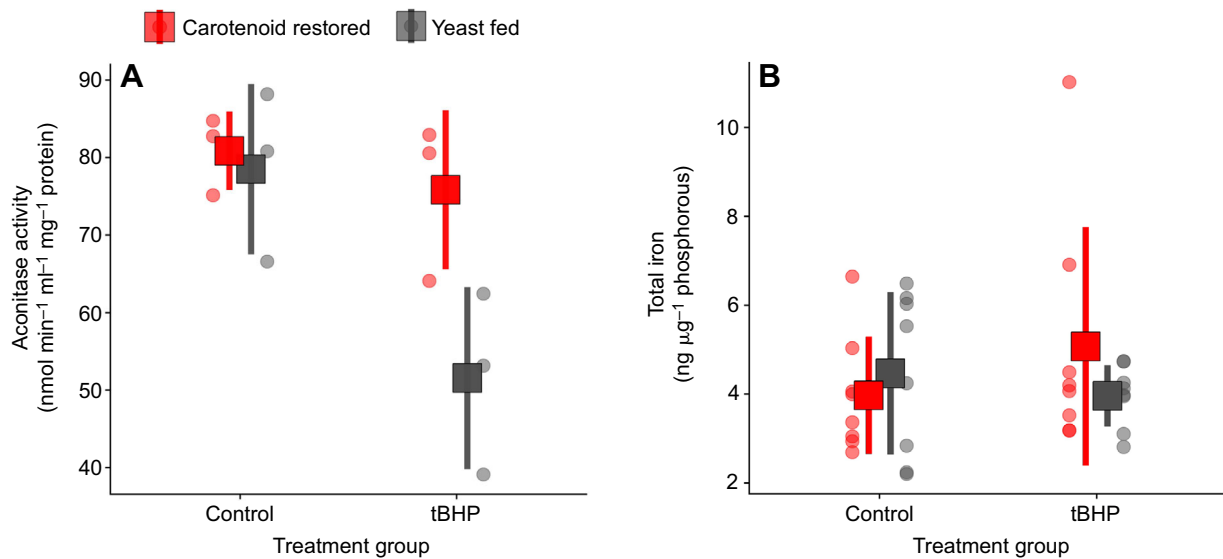 Carotenoid restored Yeast fed
A
Aconitase activity
(nmol min⁻¹ ml⁻¹ mg⁻¹ protein)
90
80
70
60
50
40
Control tBHP
Treatment group
B
Total iron
(ng μg⁻¹ phosphorous)
10
8
6
4
2
Control tBHP
Treatment group